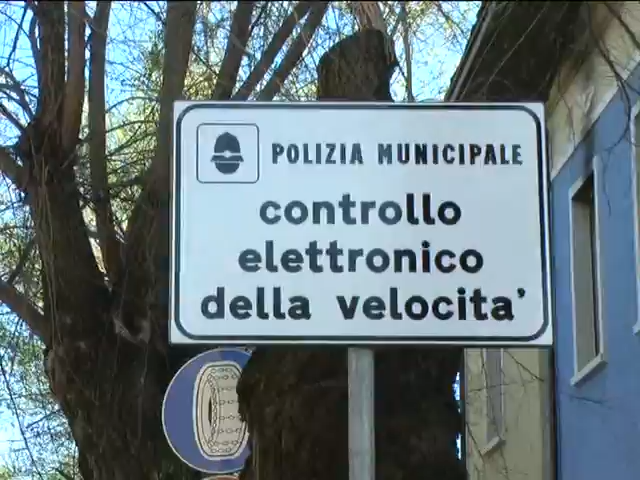 POLIZIA MUNICIPALE
controllo
elettronico
della velocita'